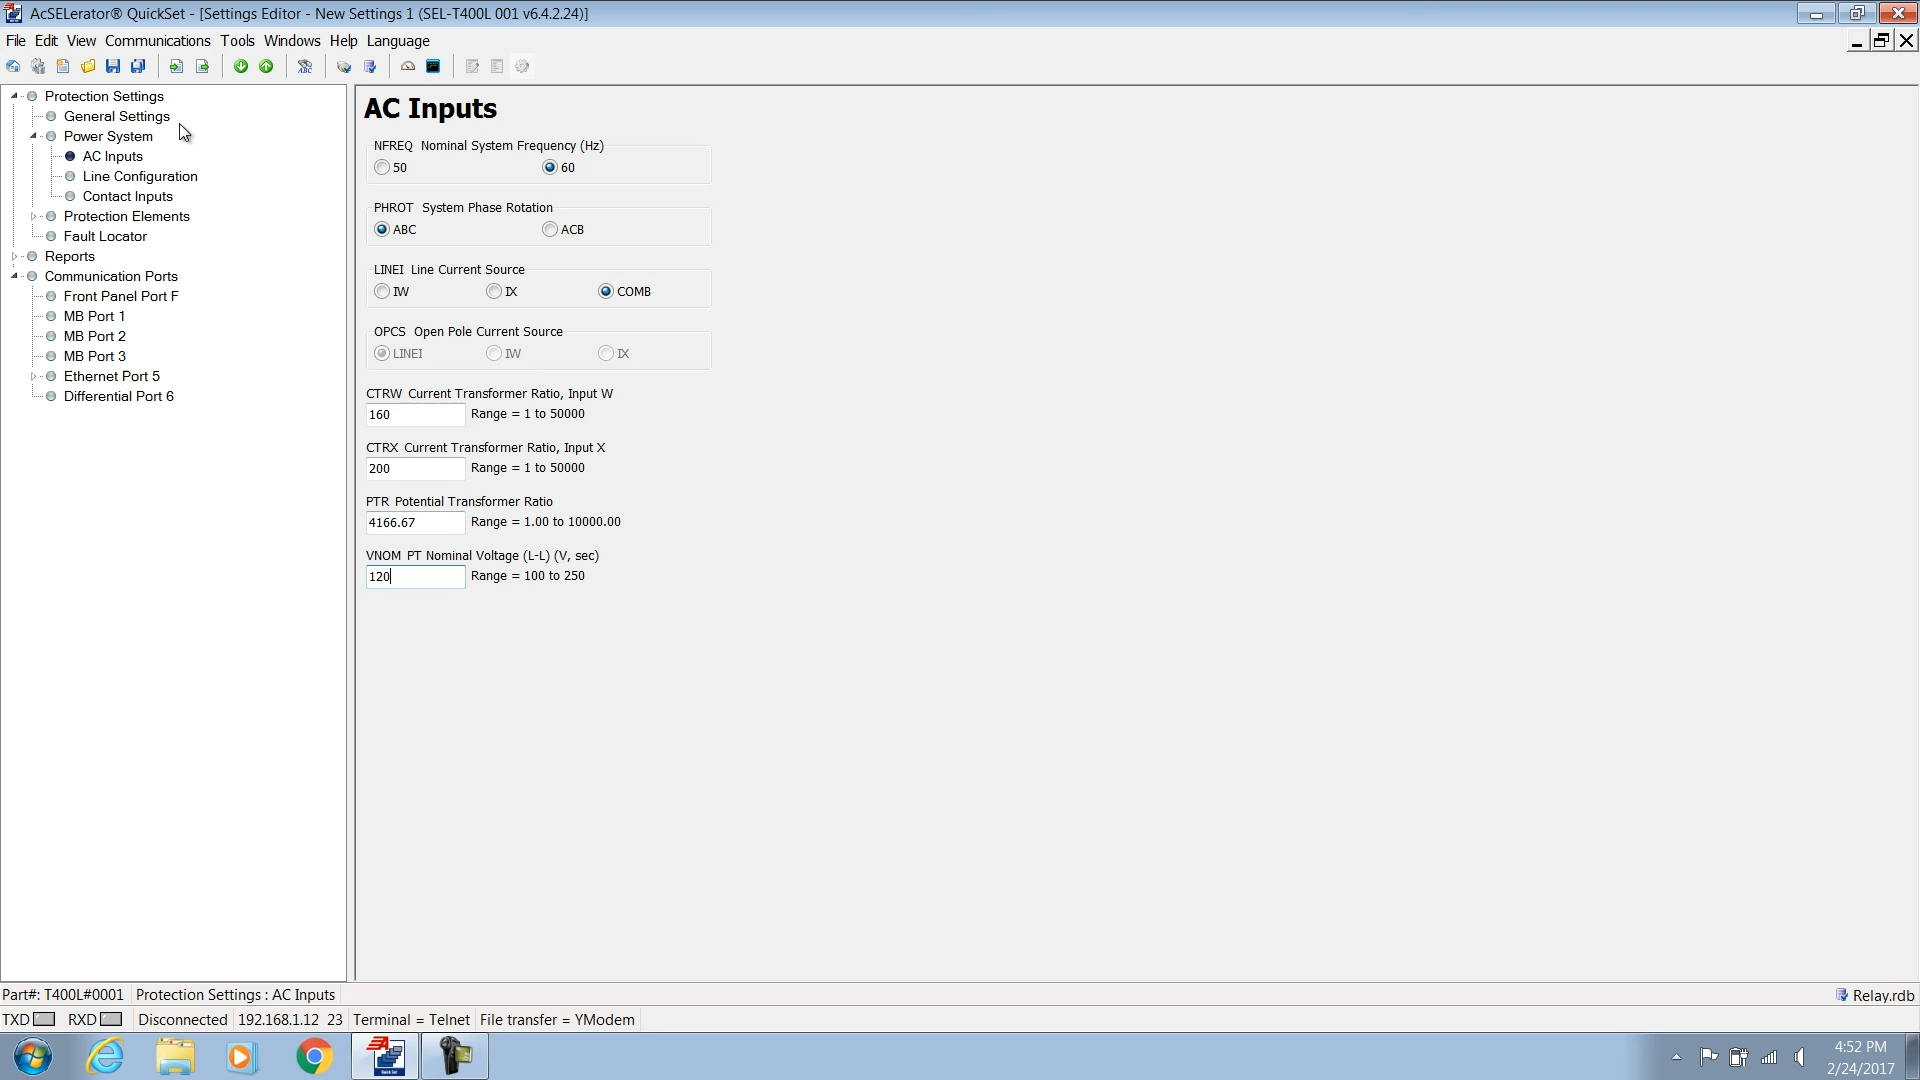 AcSELerator® QuickSet - [Settings Editor - New Settings 1 (SEL-T400L 001 v6.4.2.24)]
File Edit View Communications Tools Windows Help Language
Protection Settings
General Settings
Power System
AC Inputs
Line Configuration
Contact Inputs
Protection Elements
Fault Locator
Reports
Communication Ports
Front Panel Port F
MB Port 1
MB Port 2
MB Port 3
Ethernet Port 5
Differential Port 6
AC Inputs
NFREQ Nominal System Frequency (Hz)
50 60
PHROT System Phase Rotation
ABC ACB
LINEI Line Current Source
IW IX COMB
OPCS Open Pole Current Source
LINEI IW IX
CTRW Current Transformer Ratio, Input W
160 Range = 1 to 50000
CTRX Current Transformer Ratio, Input X
200 Range = 1 to 50000
PTR Potential Transformer Ratio
4166.67 Range = 1.00 to 10000.00
VNOM PT Nominal Voltage (L-L) (V, sec)
120 Range = 100 to 250
Part#: T400L#0001 Protection Settings : AC Inputs Relay.rdb
TXD RXD Disconnected 192.168.1.12 23 Terminal = Telnet File transfer = YModem
4:52 PM
2/24/2017